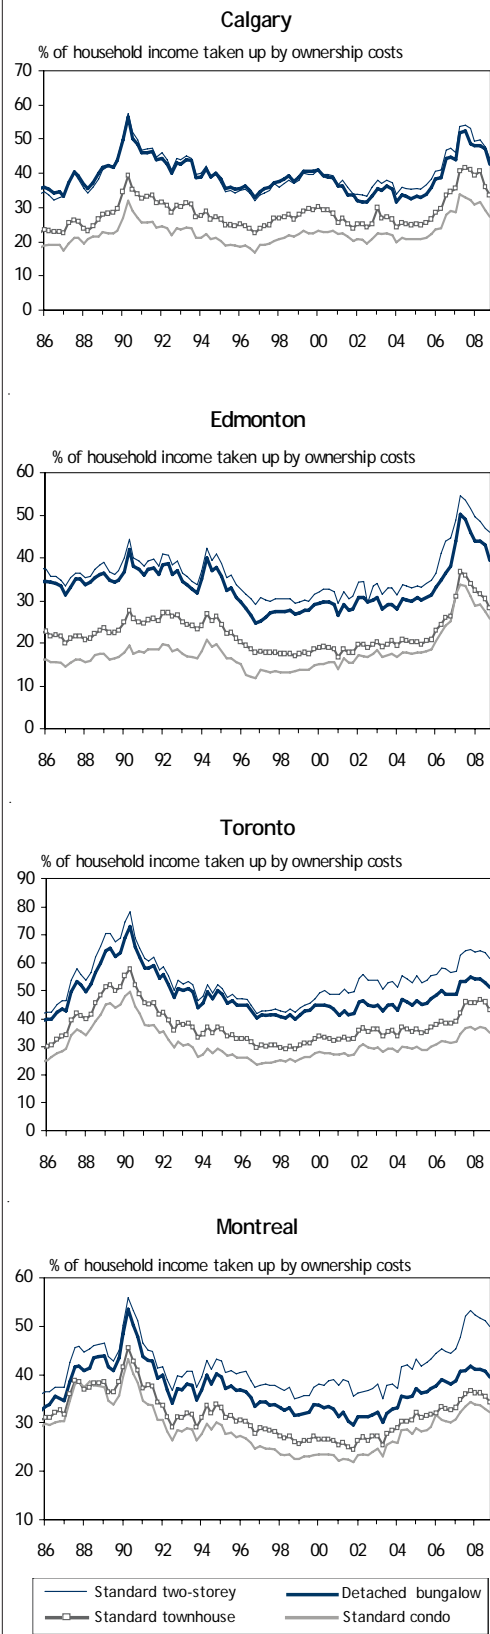 Calgary
% of household income taken up by ownership costs
70
60
50
40
30
20
10
0
86 88 90 92 94 96 98 00 02 04 06 08
Edmonton
% of household income taken up by ownership costs
60
50
40
30
20
10
0
86 88 90 92 94 96 98 00 02 04 06 08
Toronto
% of household income taken up by ownership costs
90
80
70
60
50
40
30
20
10
0
86 88 90 92 94 96 98 00 02 04 06 08
Montreal
% of household income taken up by ownership costs
60
50
40
30
20
10
86 88 90 92 94 96 98 00 02 04 06 08
Standard two-storey Detached bungalow
Standard townhouse Standard condo